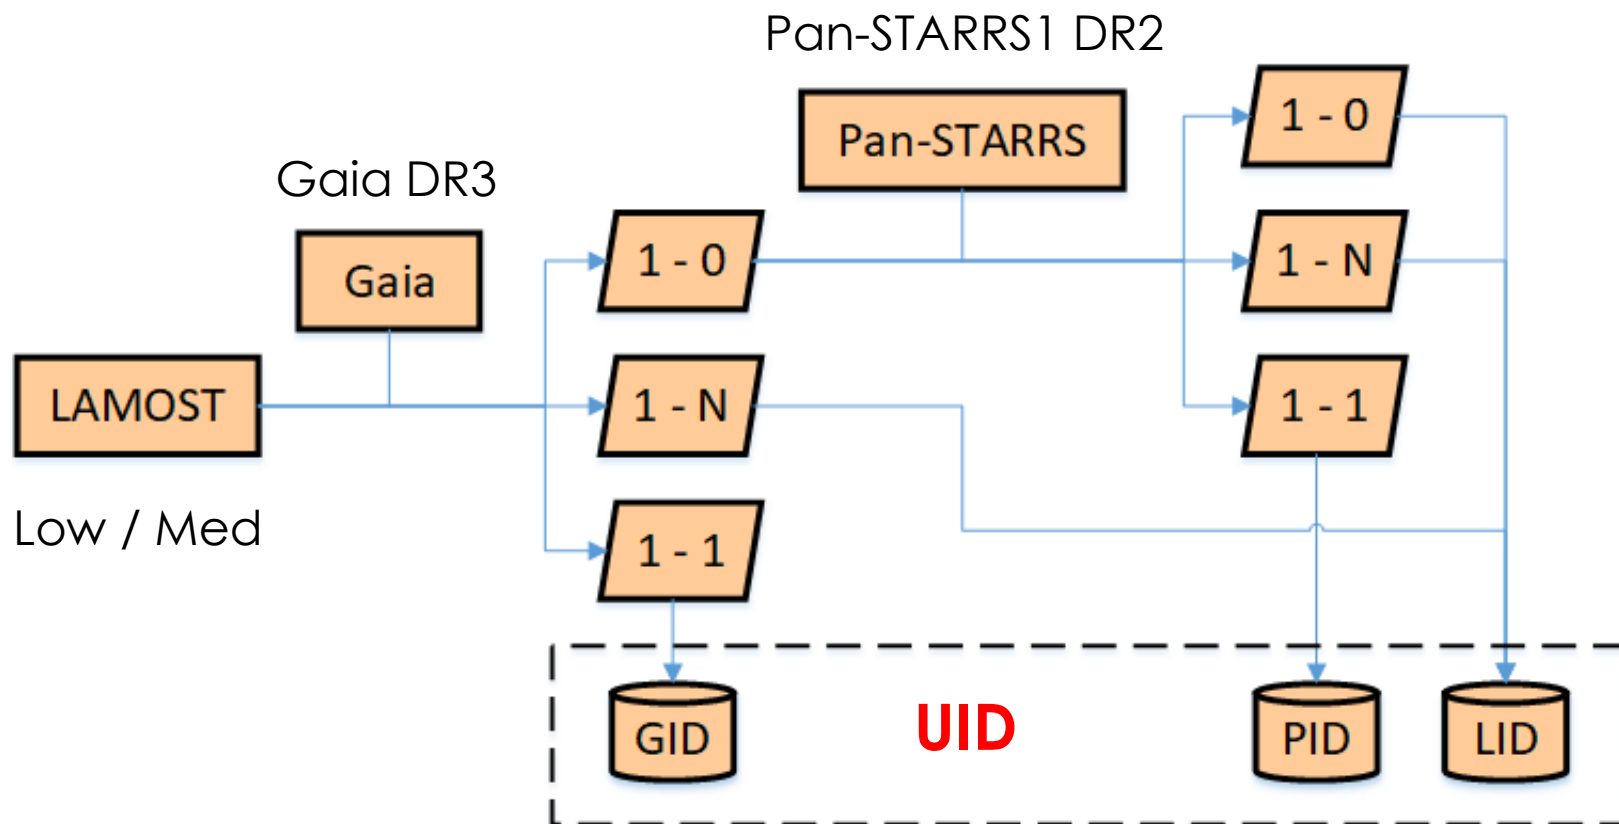 Pan-STARRS1 DR2
Pan-STARRS
1 - 0
Gaia DR3
Gaia
1 - 0
1 - N
LAMOST
1 - N
1 - 1
Low / Med
1 - 1
GID
UID
PID
LID